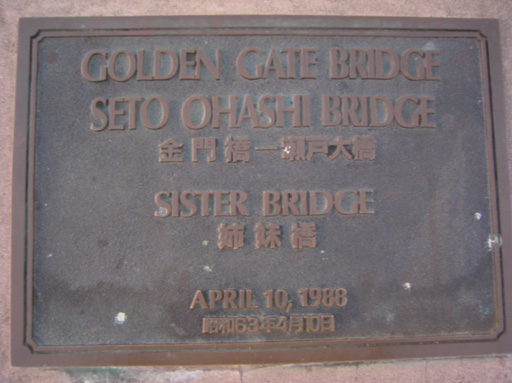 GOLDEN GATE BRIDGE
SETO OHASHI BRIDGE
金門橋一瀬戸大橋
SISTER BRIDGE
姉妹橋
APRIL 10, 1988
昭和63年4月10日